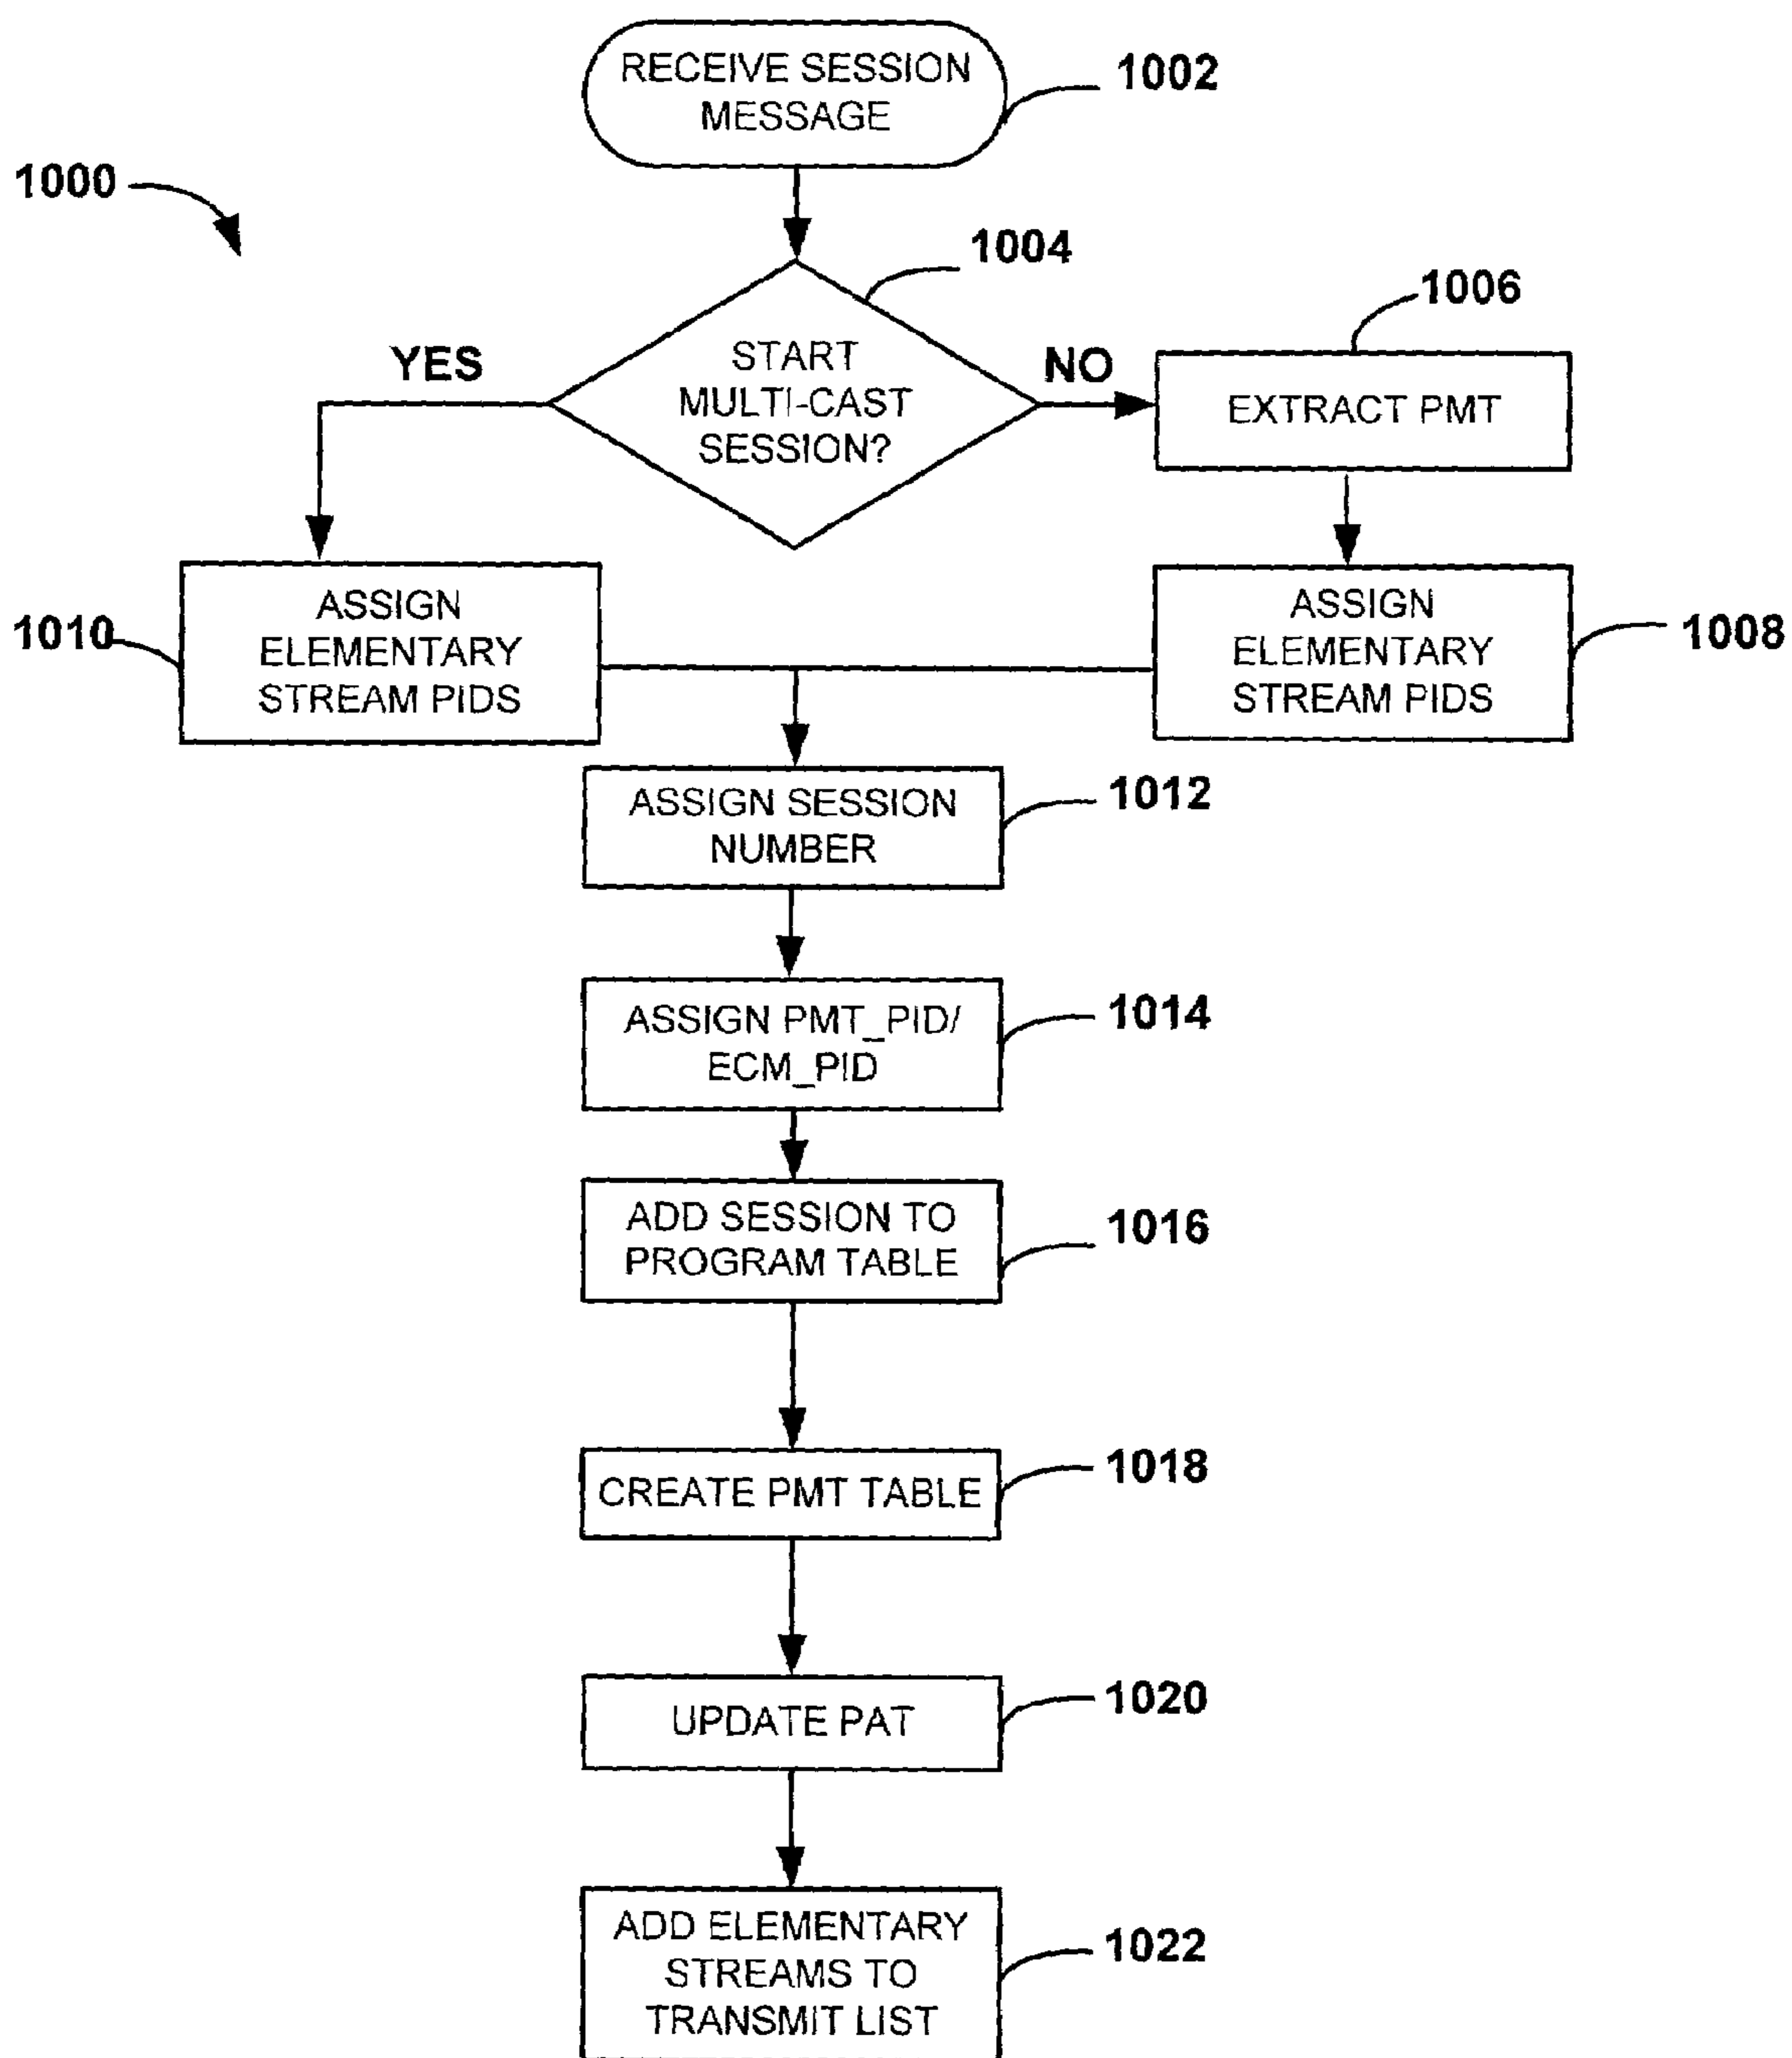 RECEIVE SESSION
MESSAGE
1002
1000
1004
START
MULTI-CAST
SESSION?
YES
NO
1006
EXTRACT PMT
1010
ASSIGN
ELEMENTARY
STREAM PIDS
ASSIGN
ELEMENTARY
STREAM PIDS
1008
ASSIGN SESSION
NUMBER
1012
ASSIGN PMT_PID/
ECM_PID
1014
ADD SESSION TO
PROGRAM TABLE
1016
CREATE PMT TABLE
1018
UPDATE PAT
1020
ADD ELEMENTARY
STREAMS TO
TRANSMIT LIST
1022